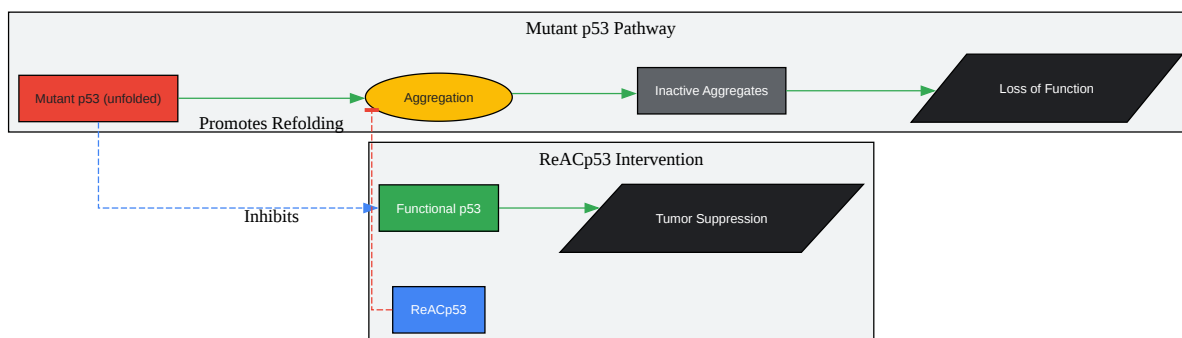 Mutant p53 Pathway
Mutant p53 (unfolded)
Aggregation
Inactive Aggregates
Loss of Function
Promotes Refolding
ReACp53 Intervention
Inhibits
Functional p53
Tumor Suppression
ReACp53